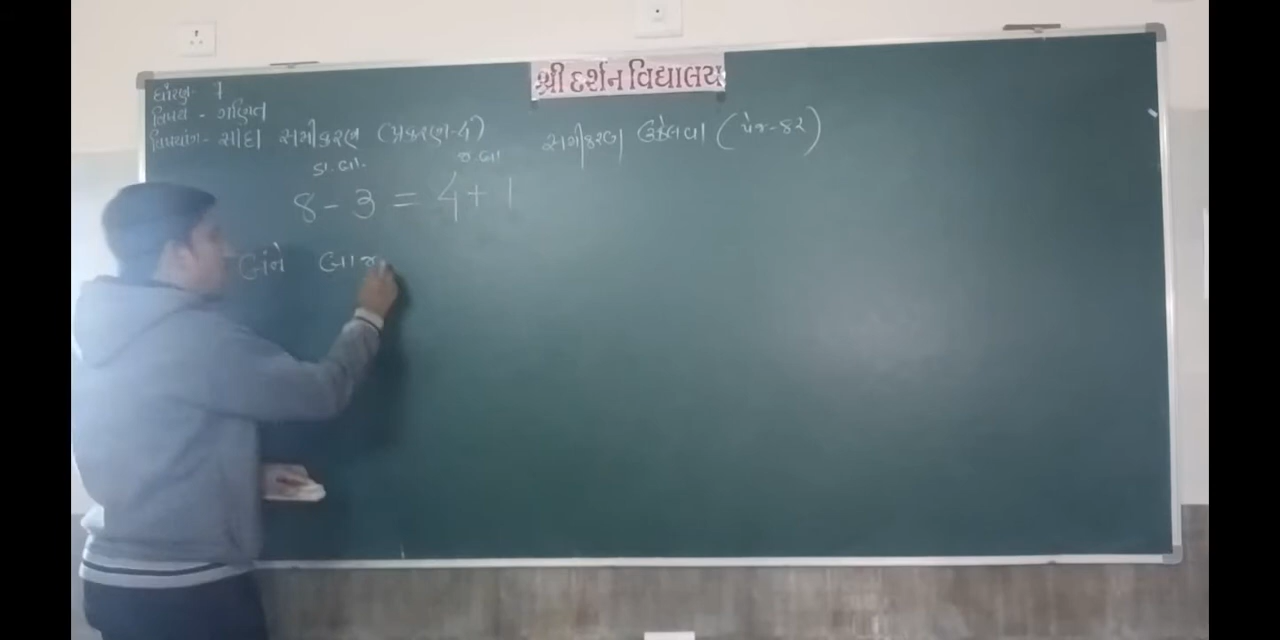 શ્રી દર્શન વિદ્યાલય
ધોરણ - 7
વિષય - ગણિત
વિષયાંગ - સાદા સમીકરણ (પ્રકરણ-4) સમીકરણ ઉકેલવા (પેજ-૬૨)
ડા.બા. જ.બા
8 - 3 = 4 + 1
બંને બાજ